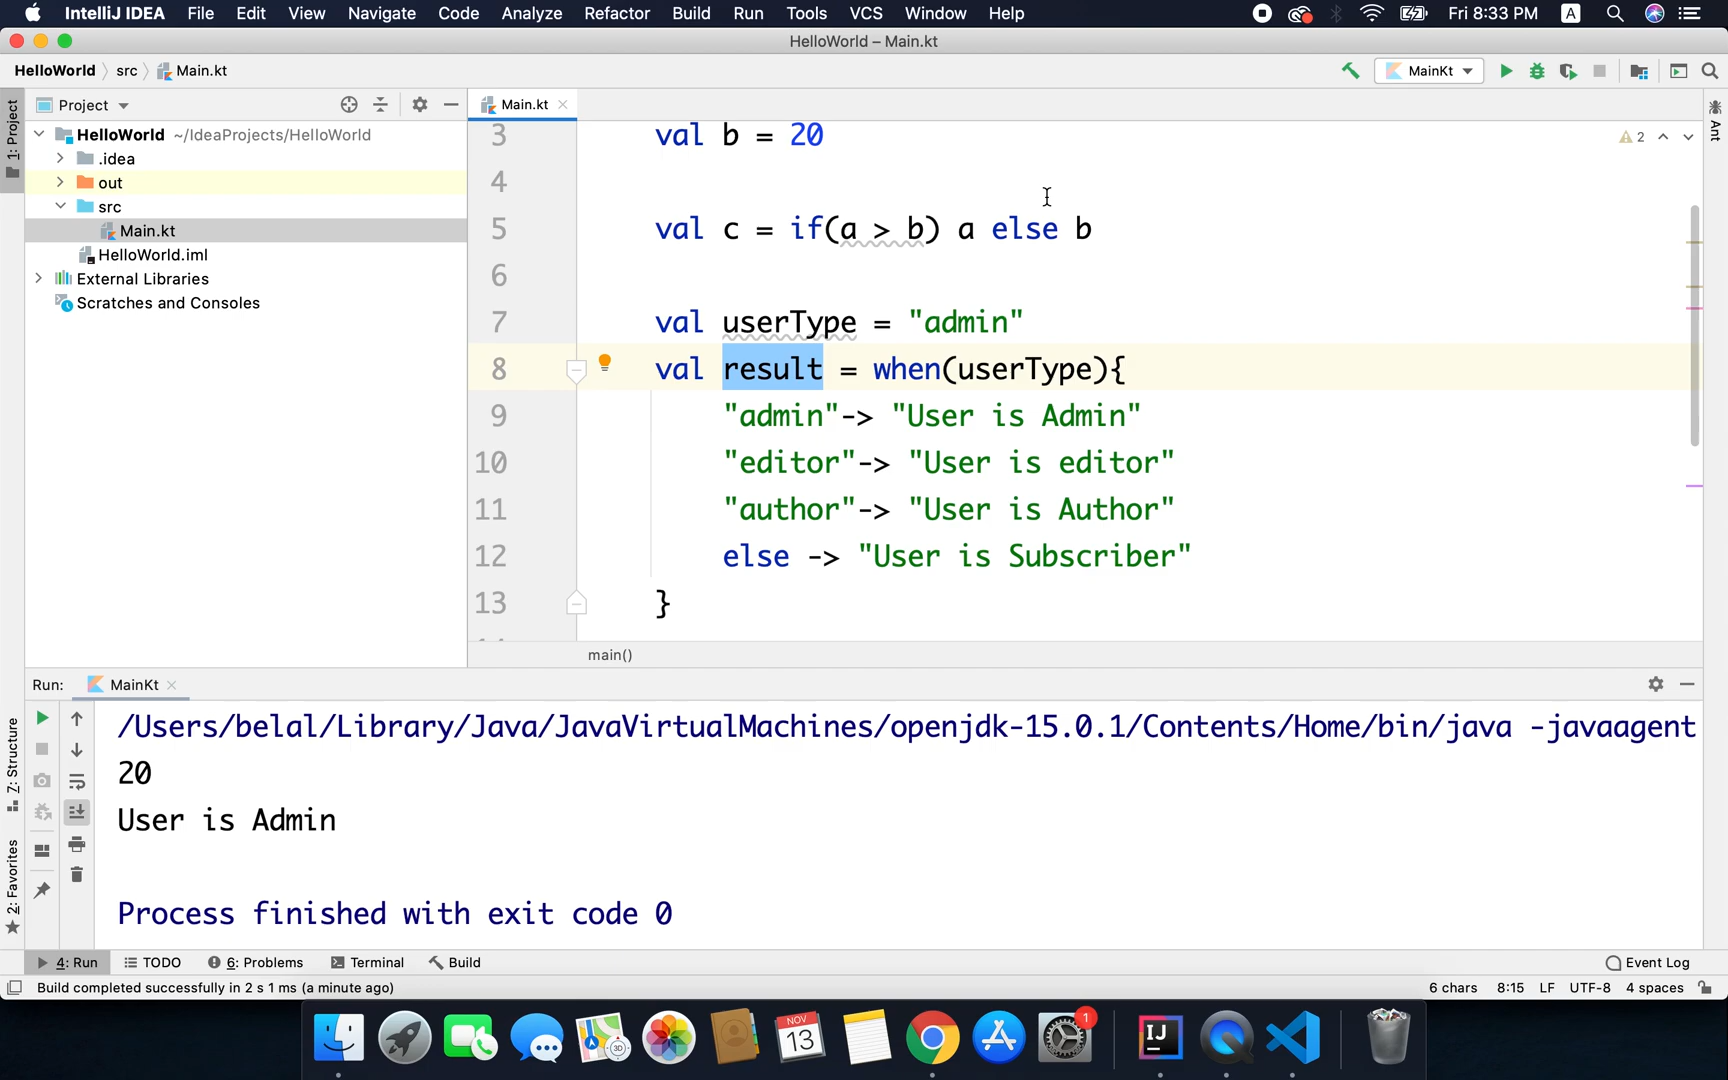 IntelliJ IDEA File Edit View Navigate Code Analyze Refactor Build Run Tools VCS Window Help Fri 8:33 PM A
HelloWorld – Main.kt
HelloWorld src Main.kt MainKt
1: Project
Project
Main.kt
Ant
HelloWorld ~/IdeaProjects/HelloWorld
.idea
out
src
Main.kt
HelloWorld.iml
External Libraries
Scratches and Consoles
2
3 val b = 20
4
5 val c = if(a > b) a else b
6
7 val userType = "admin"
8 val result = when(userType){
9 "admin"-> "User is Admin"
10 "editor"-> "User is editor"
11 "author"-> "User is Author"
12 else -> "User is Subscriber"
13 }
main()
Run: MainKt
/Users/belal/Library/Java/JavaVirtualMachines/openjdk-15.0.1/Contents/Home/bin/java -javaagent
20
User is Admin
Process finished with exit code 0
Z: Structure
2: Favorites
4: Run TODO 6: Problems Terminal Build Event Log
Build completed successfully in 2 s 1 ms (a minute ago) 6 chars 8:15 LF UTF-8 4 spaces
3D
NOV
13
1
IJ